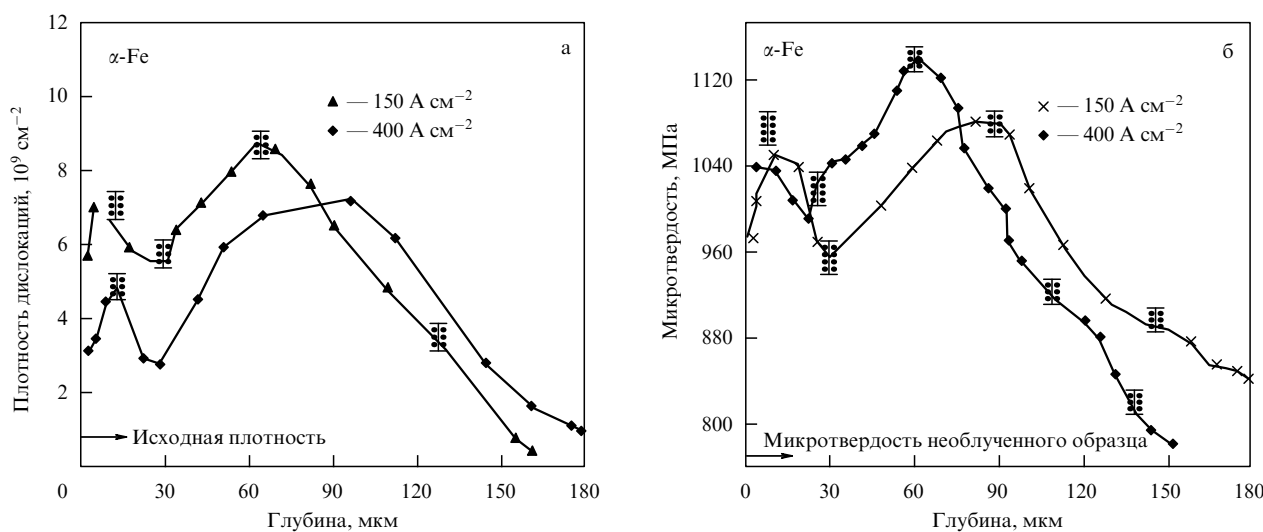 12
10
8
6
4
2
0
30
60
90
120
150
180
Плотность дислокаций, 10⁹ см⁻²
Глубина, мкм
α-Fe
а
— 150 А см⁻²
— 400 А см⁻²
Исходная плотность
1120
1040
960
880
800
0
30
60
90
120
150
180
Микротвердость, МПа
Глубина, мкм
α-Fe
б
— 150 А см⁻²
— 400 А см⁻²
Микротвердость необлученного образца